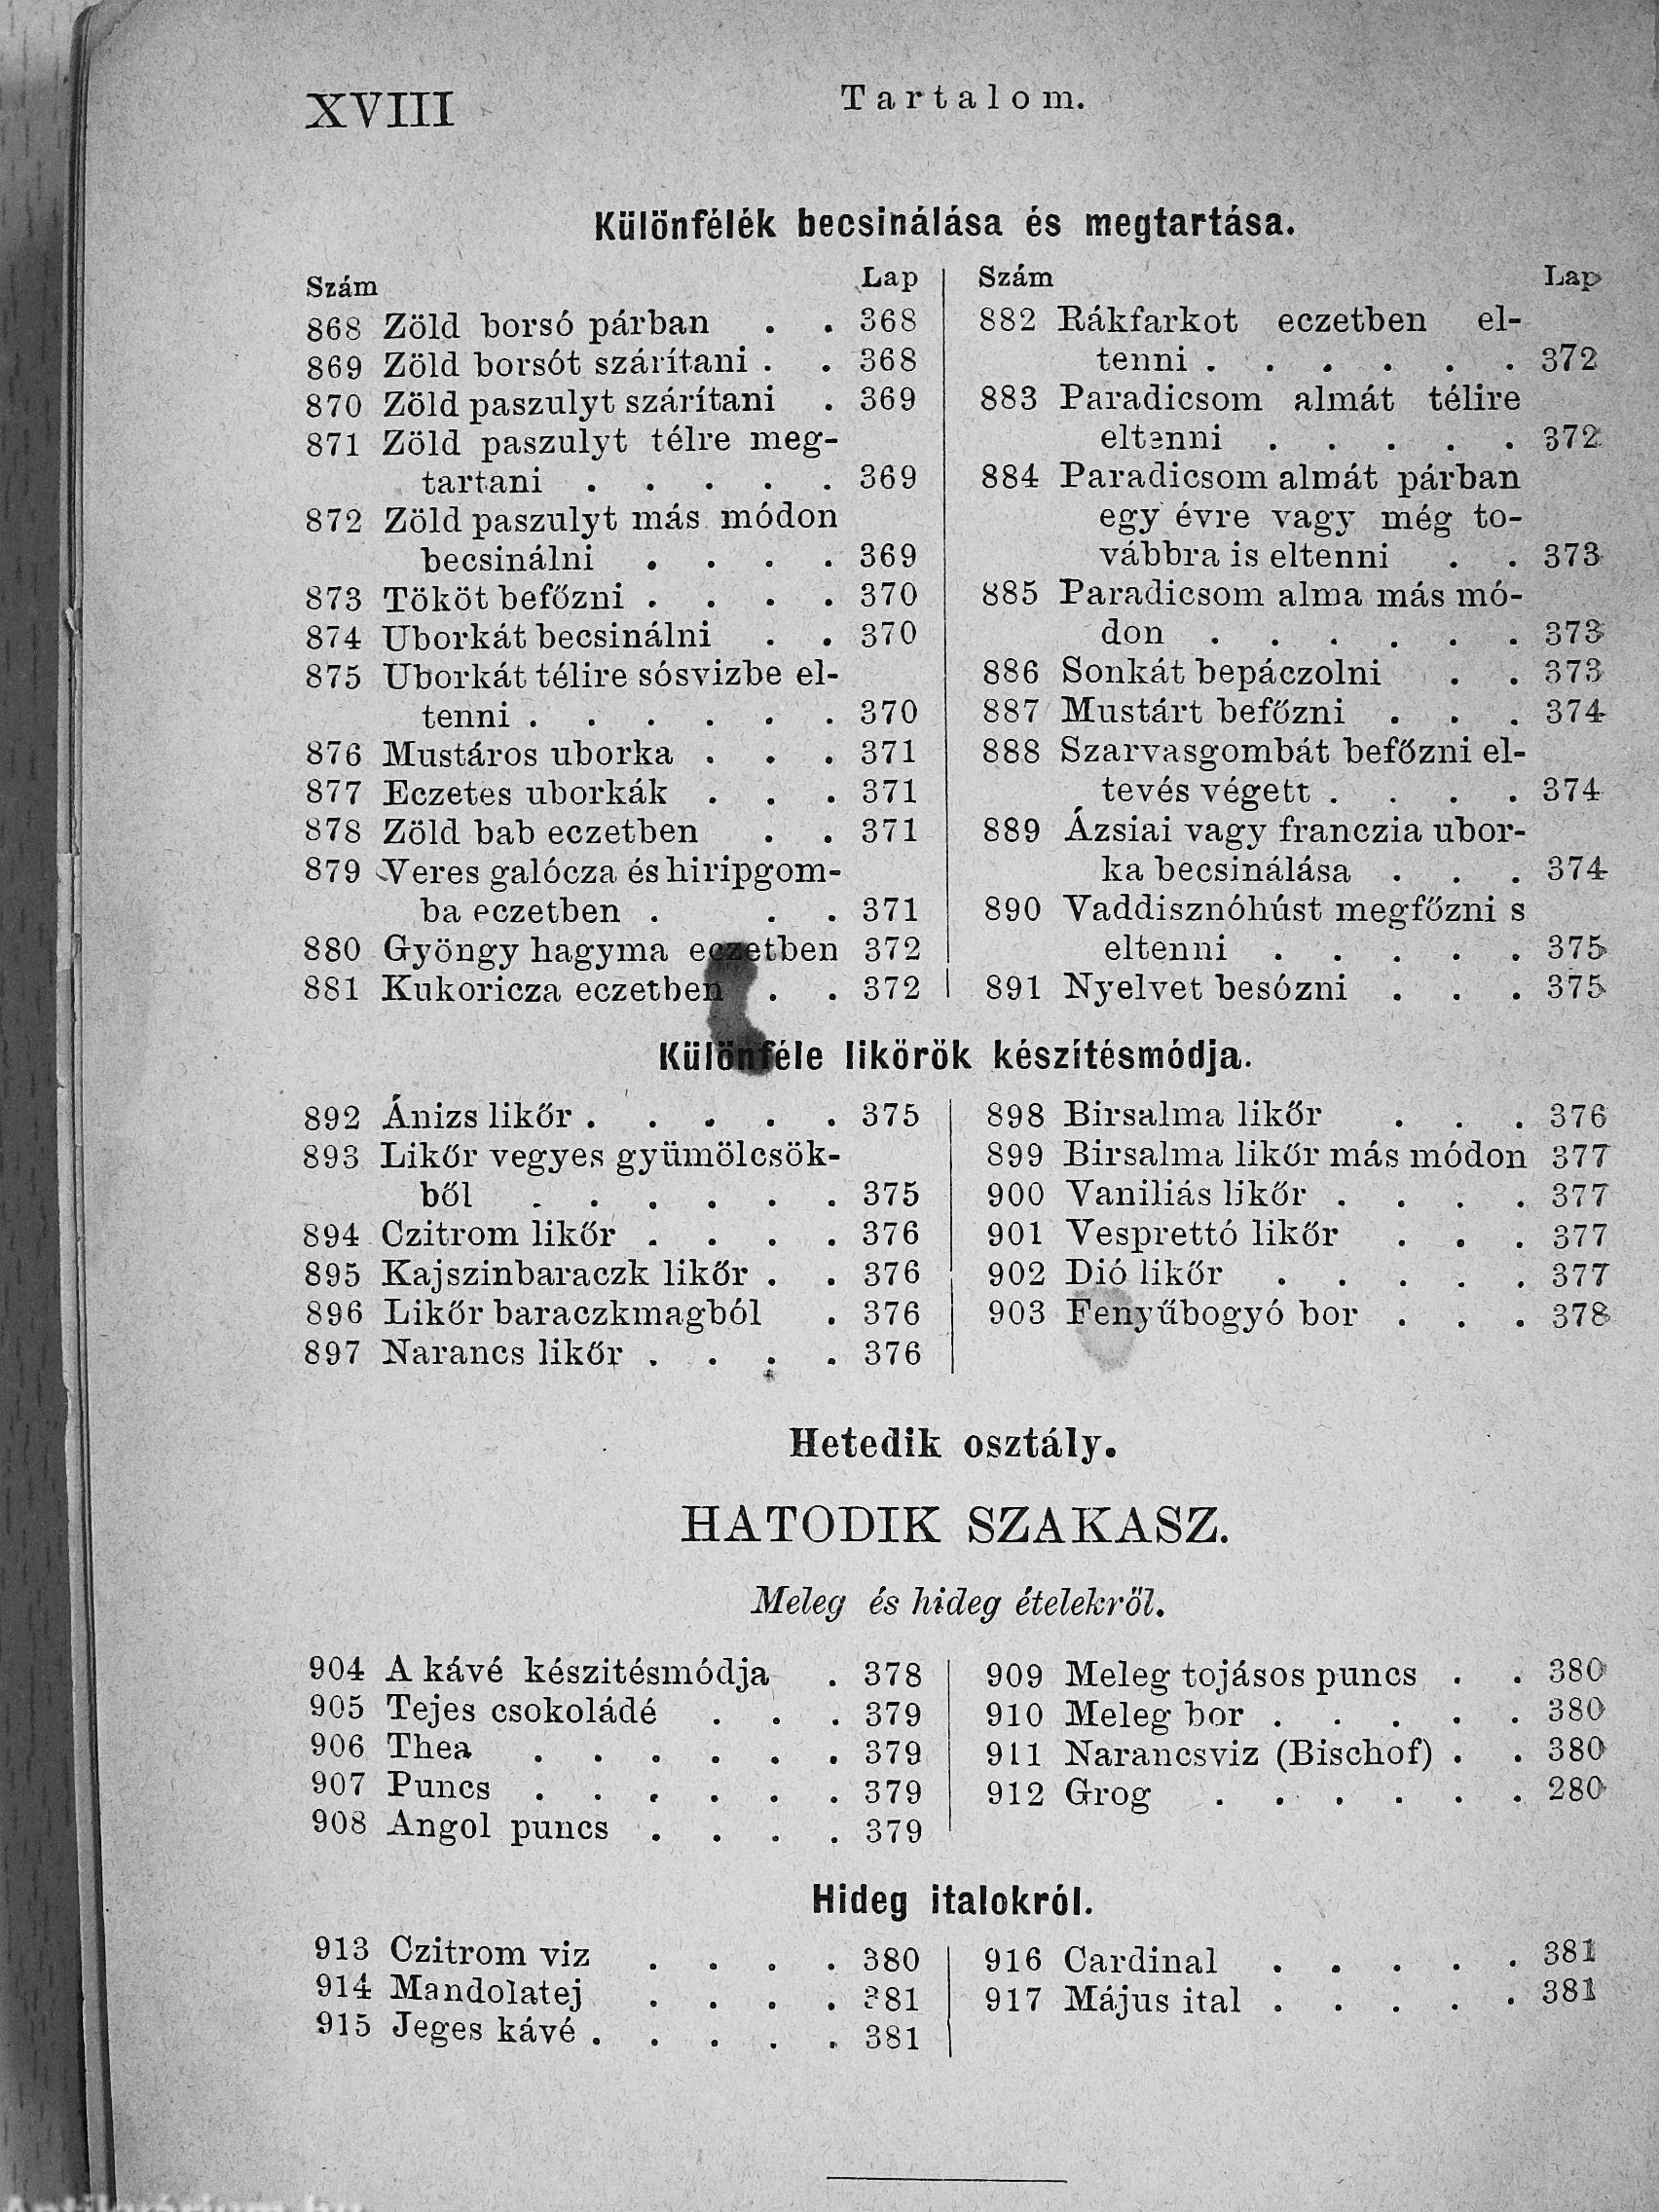 XVIII
Tartalom.
Különfélék becsinálása és megtartása.
Szám Lap
868 Zöld borsó párban . . 368
869 Zöld borsót szárítani . . 368
870 Zöld paszulyt szárítani . 369
871 Zöld paszulyt télre meg-
tartani . . . . . 369
872 Zöld paszulyt más módon
becsinálni . . . . 369
873 Tököt befőzni . . . . 370
874 Uborkát becsinálni . . 370
875 Uborkát télire sósvizbe el-
tenni . . . . . . 370
876 Mustáros uborka . . . 371
877 Eczetes uborkák . . . 371
878 Zöld bab eczetben . . 371
879 Veres galócza és hiripgom-
ba eczetben . . . 371
880 Gyöngy hagyma eczetben 372
881 Kukoricza eczetben . . 372
Szám Lap
882 Rákfarkot eczetben el-
tenni . . . . . . 372
883 Paradicsom almát télire
eltenni . . . . . 372
884 Paradicsom almát párban
egy évre vagy még to-
vábbra is eltenni . . 373
885 Paradicsom alma más mó-
don . . . . . . 373
886 Sonkát bepáczolni . . 373
887 Mustárt befőzni . . . 374
888 Szarvasgombát befőzni el-
tevés végett . . . . 374
889 Ázsiai vagy franczia ubor-
ka becsinálása . . . 374
890 Vaddisznóhúst megfőzni s
eltenni . . . . . 375
891 Nyelvet besózni . . . 375
Különféle likörök készítésmódja.
892 Ánizs likőr . . . . . 375
893 Likőr vegyes gyümölcsök-
ből . . . . . . 375
894 Czitrom likőr . . . . 376
895 Kajszinbaraczk likőr . . 376
896 Likőr baraczkmagból . 376
897 Narancs likőr . . . . 376
898 Birsalma likőr . . . 376
899 Birsalma likőr más módon 377
900 Vaniliás likőr . . . . 377
901 Vesprettó likőr . . . 377
902 Dió likőr . . . . . 377
903 Fenyűbogyó bor . . . 378
Hetedik osztály.
HATODIK SZAKASZ.
Meleg és hideg ételekről.
904 A kávé készitésmódja . 378
905 Tejes csokoládé . . . 379
906 Thea . . . . . . 379
907 Puncs . . . . . . 379
908 Angol puncs . . . . 379
909 Meleg tojásos puncs . . 380
910 Meleg bor . . . . . 380
911 Narancsviz (Bischof) . . 380
912 Grog . . . . . . 280
Hideg italokról.
913 Czitrom viz . . . . 380
914 Mandolatej . . . . 381
915 Jeges kávé . . . . . 381
916 Cardinal . . . . . 381
917 Május ital . . . . . 381